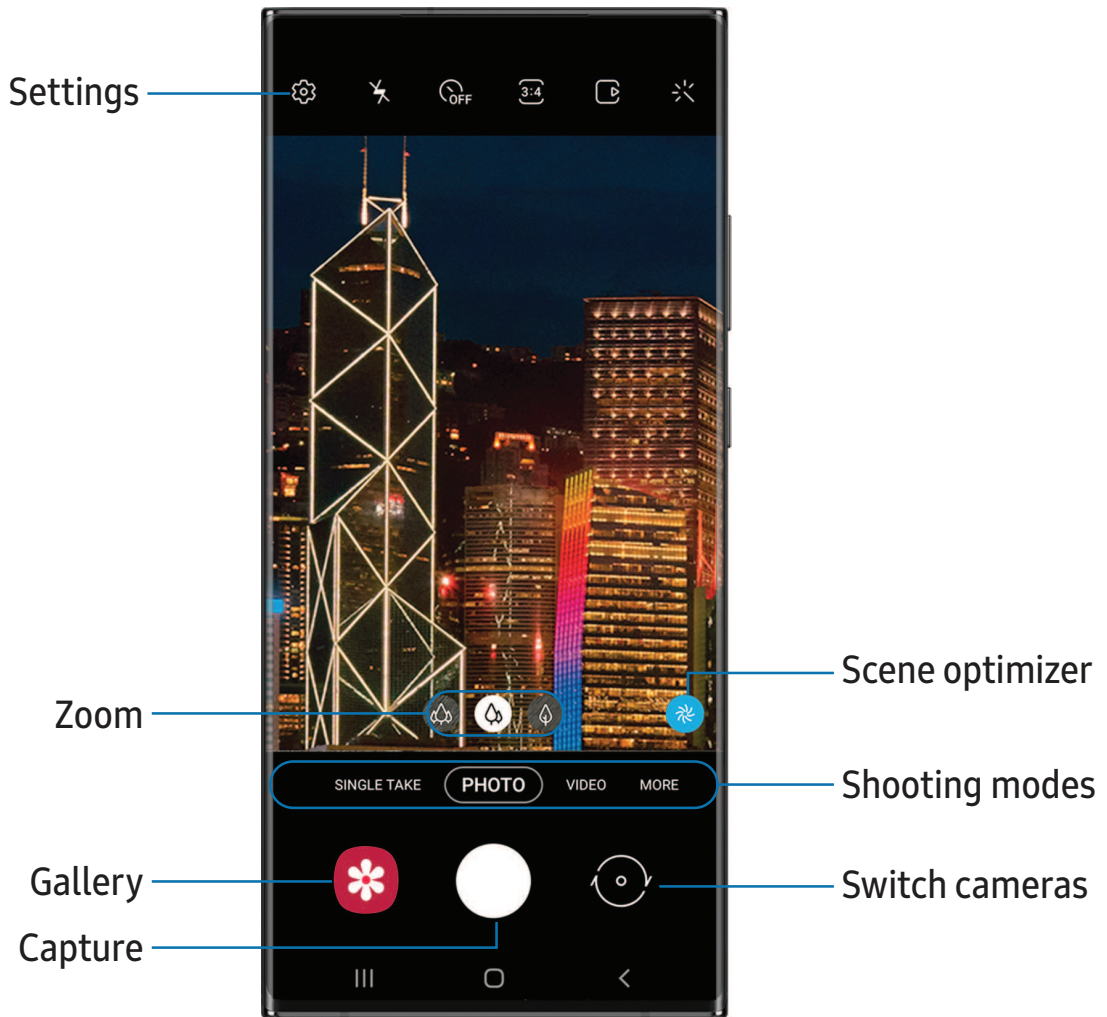 Settings
OFF
3:4
Scene optimizer
Zoom
SINGLE TAKE PHOTO VIDEO MORE
Shooting modes
Gallery
Switch cameras
Capture